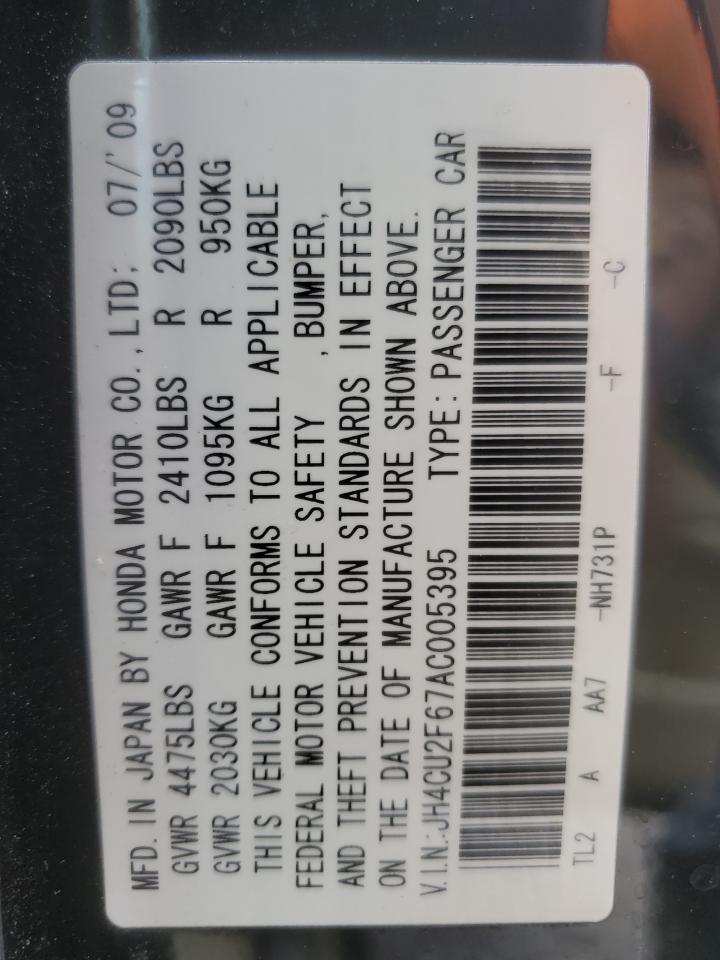 MFD. IN JAPAN BY HONDA MOTOR CO., LTD; 07/'09
GVWR 4475LBS GAWR F 2410LBS R 2090LBS
GVWR 2030KG GAWR F 1095KG R 950KG
THIS VEHICLE CONFORMS TO ALL APPLICABLE
FEDERAL MOTOR VEHICLE SAFETY , BUMPER,
AND THEFT PREVENTION STANDARDS IN EFFECT
ON THE DATE OF MANUFACTURE SHOWN ABOVE.
V.I.N.:JH4CU2F67AC005395 TYPE:PASSENGER CAR
TL2 A AA7 -NH731P -F -C